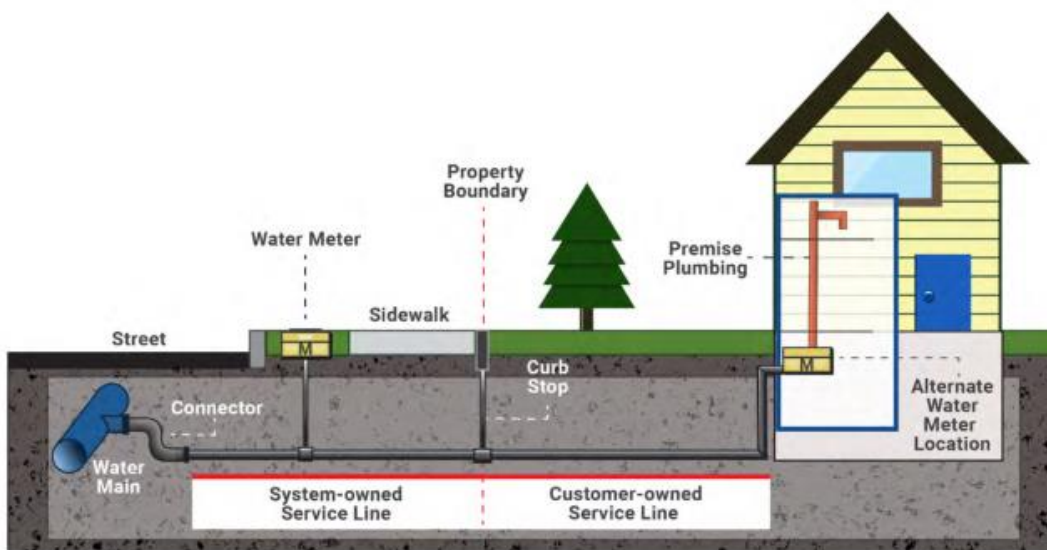 Property
Boundary
Water Meter
Premise
Plumbing
Sidewalk
Street
M
Curb
Stop
M
Connector
Alternate
Water
Meter
Location
Water
Main
System-owned
Service Line
Customer-owned
Service Line